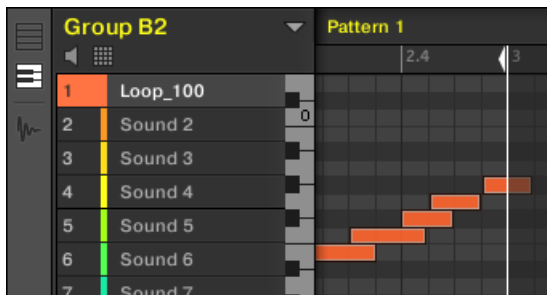 Group B2
Pattern 1
2.4
3
1 Loop_100
0
2 Sound 2
3 Sound 3
4 Sound 4
5 Sound 5
6 Sound 6
7 Sound 7